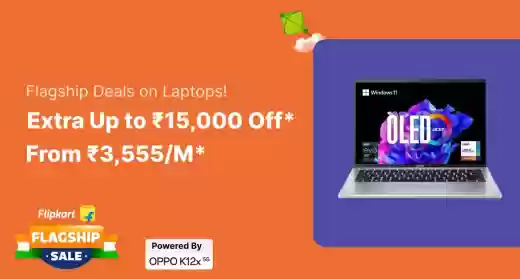 Flagship Deals on Laptops!
Extra Up to ₹15,000 Off*
From ₹3,555/M*
Flipkart
FLAGSHIP
SALE
Powered By
OPPO K12x 5G
Windows 11
OLED
acer